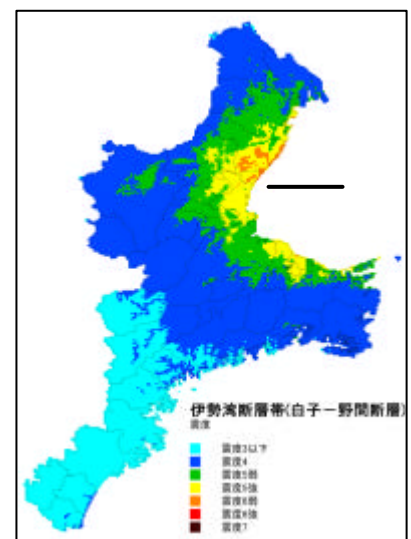 伊勢湾断層帯(白子－野間断層)
震度
震度3以下
震度4
震度5弱
震度5強
震度6弱
震度6強
震度7